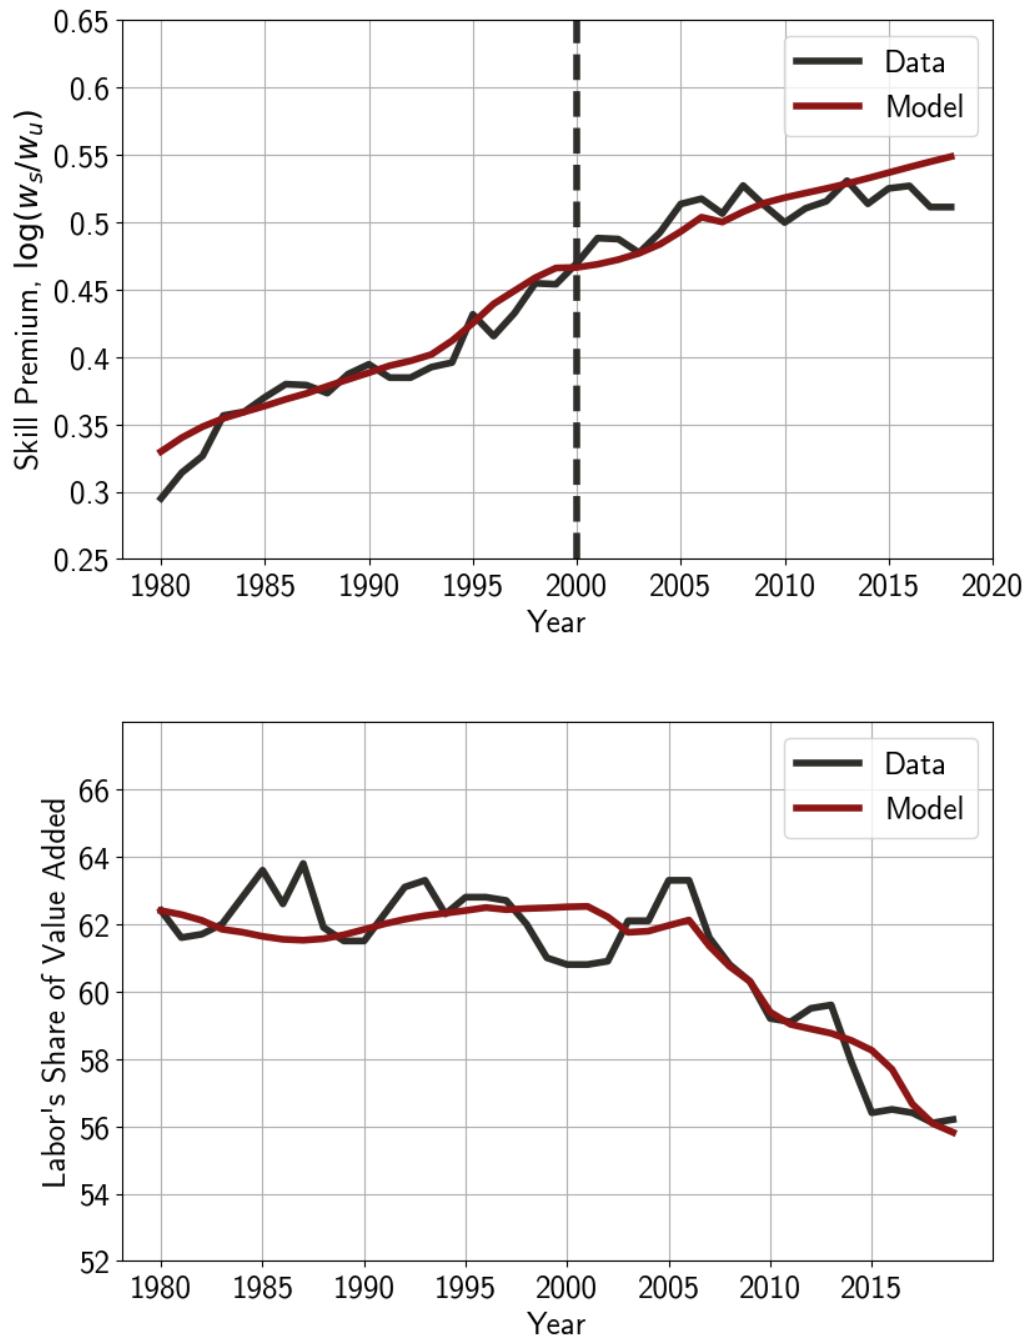 0.65
0.6
0.55
0.5
0.45
0.4
0.35
0.3
0.25
Skill Premium, log(w_s/w_u)
Data
Model
1980 1985 1990 1995 2000 2005 2010 2015 2020
Year
66
64
62
60
58
56
54
52
Labor's Share of Value Added
Data
Model
1980 1985 1990 1995 2000 2005 2010 2015
Year